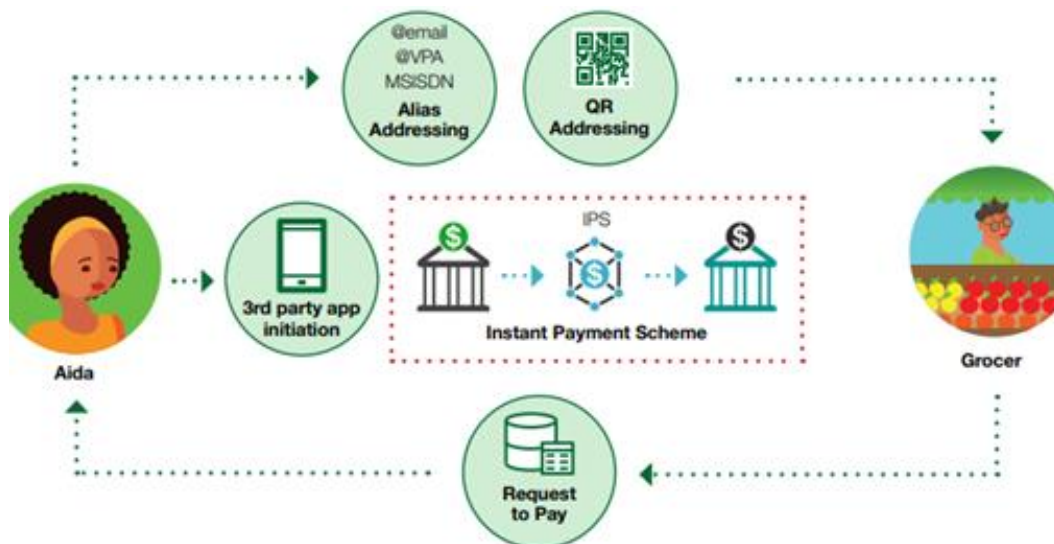 @email
@VPA
MSISDN
Alias
Addressing
QR
Addressing
3rd party app
initiation
IPS
Instant Payment Scheme
Aida
Grocer
Request
to Pay